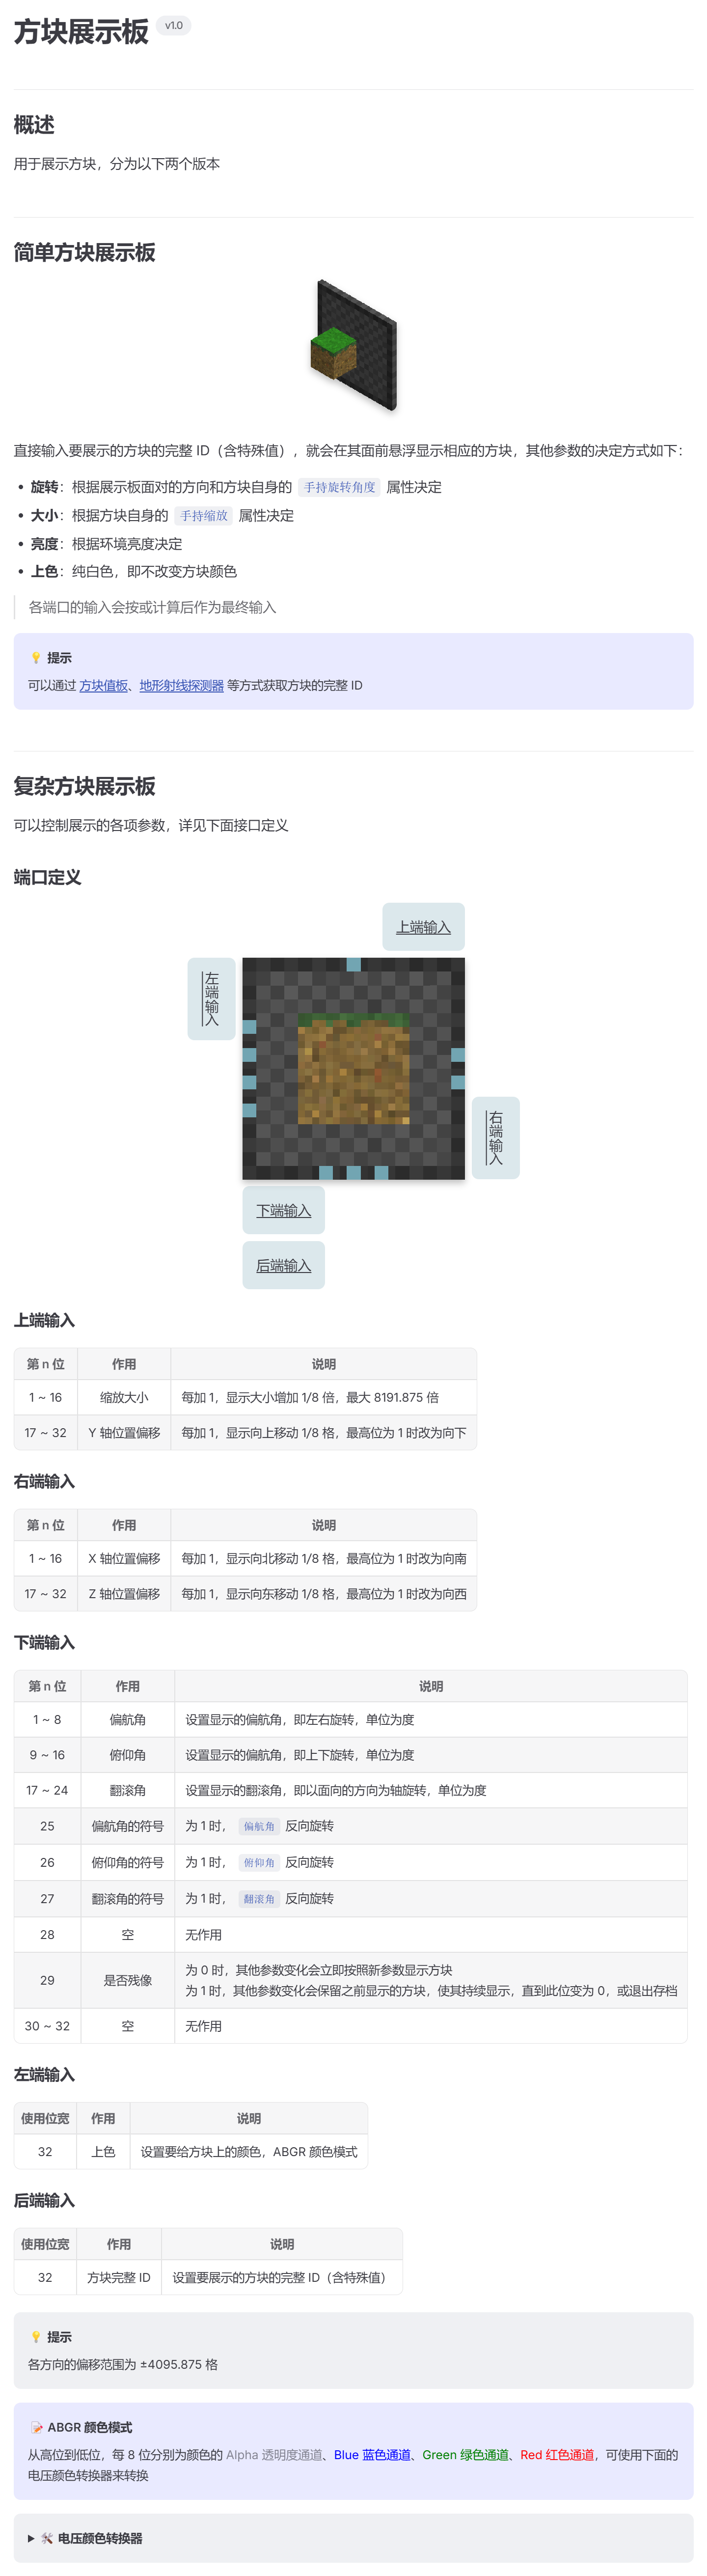 方块展示板 v1.0
概述
用于展示方块，分为以下两个版本
简单方块展示板
直接输入要展示的方块的完整 ID（含特殊值），就会在其面前悬浮显示相应的方块，其他参数的决定方式如下：
• 旋转：根据展示板面对的方向和方块自身的 手持旋转角度 属性决定
• 大小：根据方块自身的 手持缩放 属性决定
• 亮度：根据环境亮度决定
• 上色：纯白色，即不改变方块颜色
各端口的输入会按或计算后作为最终输入
💡 提示
可以通过 方块值板、地形射线探测器 等方式获取方块的完整 ID
复杂方块展示板
可以控制展示的各项参数，详见下面接口定义
端口定义
上端输入
左端输入
右端输入
下端输入
后端输入
上端输入
第 n 位 作用 说明
1 ~ 16 缩放大小 每加 1，显示大小增加 1/8 倍，最大 8191.875 倍
17 ~ 32 Y 轴位置偏移 每加 1，显示向上移动 1/8 格，最高位为 1 时改为向下
右端输入
第 n 位 作用 说明
1 ~ 16 X 轴位置偏移 每加 1，显示向北移动 1/8 格，最高位为 1 时改为向南
17 ~ 32 Z 轴位置偏移 每加 1，显示向东移动 1/8 格，最高位为 1 时改为向西
下端输入
第 n 位 作用 说明
1 ~ 8 偏航角 设置显示的偏航角，即左右旋转，单位为度
9 ~ 16 俯仰角 设置显示的偏航角，即上下旋转，单位为度
17 ~ 24 翻滚角 设置显示的翻滚角，即以面向的方向为轴旋转，单位为度
25 偏航角的符号 为 1 时， 偏航角 反向旋转
26 俯仰角的符号 为 1 时， 俯仰角 反向旋转
27 翻滚角的符号 为 1 时， 翻滚角 反向旋转
28 空 无作用
29 是否残像 为 0 时，其他参数变化会立即按照新参数显示方块
为 1 时，其他参数变化会保留之前显示的方块，使其持续显示，直到此位变为 0，或退出存档
30 ~ 32 空 无作用
左端输入
使用位宽 作用 说明
32 上色 设置要给方块上的颜色，ABGR 颜色模式
后端输入
使用位宽 作用 说明
32 方块完整 ID 设置要展示的方块的完整 ID（含特殊值）
💡 提示
各方向的偏移范围为 ±4095.875 格
📝 ABGR 颜色模式
从高位到低位，每 8 位分别为颜色的 Alpha 透明度通道、Blue 蓝色通道、Green 绿色通道、Red 红色通道，可使用下面的
电压颜色转换器来转换
▶ 🛠️ 电压颜色转换器